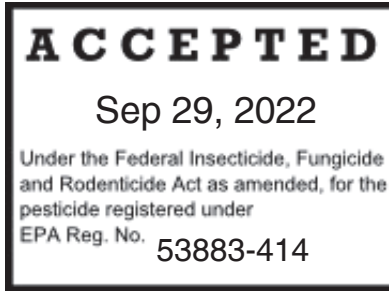 ACCEPTED
Sep 29, 2022
Under the Federal Insecticide, Fungicide
and Rodenticide Act as amended, for the
pesticide registered under
EPA Reg. No. 53883-414